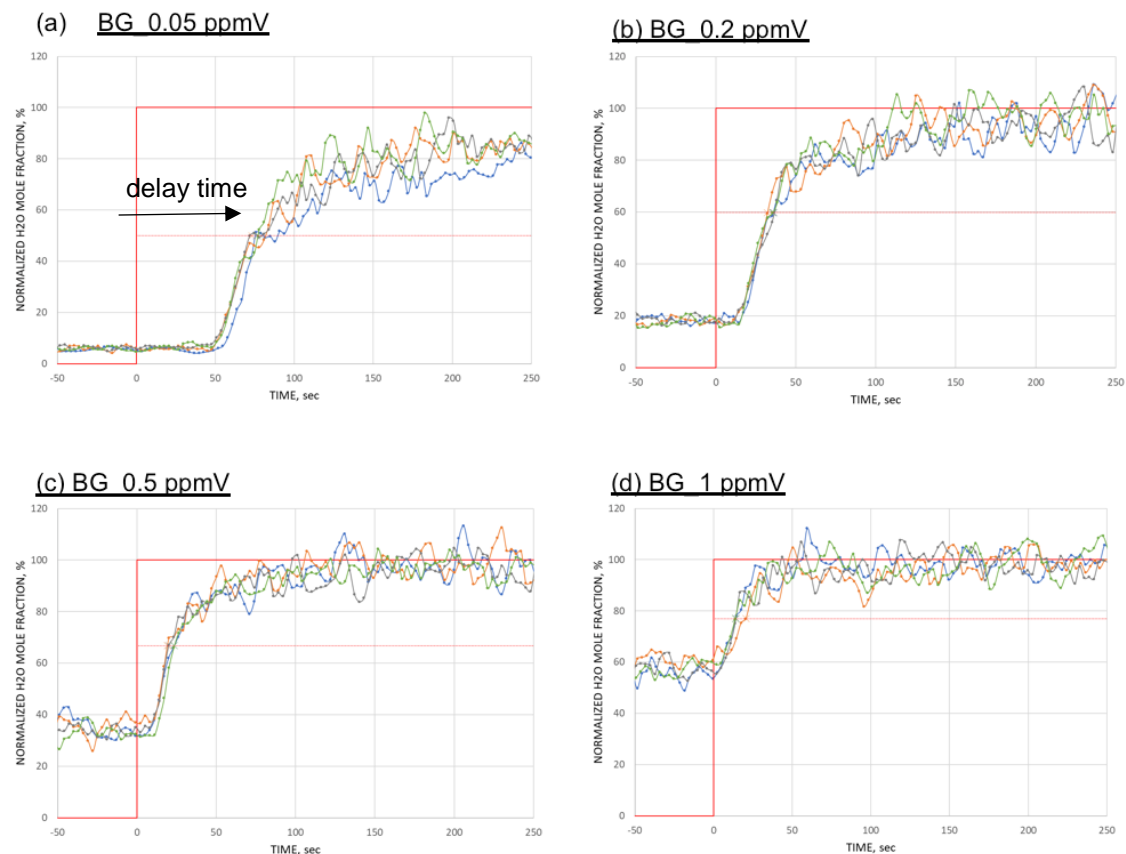 (a) BG_0.05 ppmV
120
100
80
60
40
20
0
-50 0 50 100 150 200 250
NORMALIZED H2O MOLE FRACTION, %
TIME, sec
delay time
(b) BG_0.2 ppmV
120
100
80
60
40
20
0
-50 0 50 100 150 200 250
NORMALIZED H2O MOLE FRACTION, %
TIME, sec
(c) BG_0.5 ppmV
120
100
80
60
40
20
0
-50 0 50 100 150 200 250
NORMALIZED H2O MOLE FRACTION, %
TIME, sec
(d) BG_1 ppmV
120
100
80
60
40
20
0
-50 0 50 100 150 200 250
NORMALIZED H2O MOLE FRACTION, %
TIME, sec